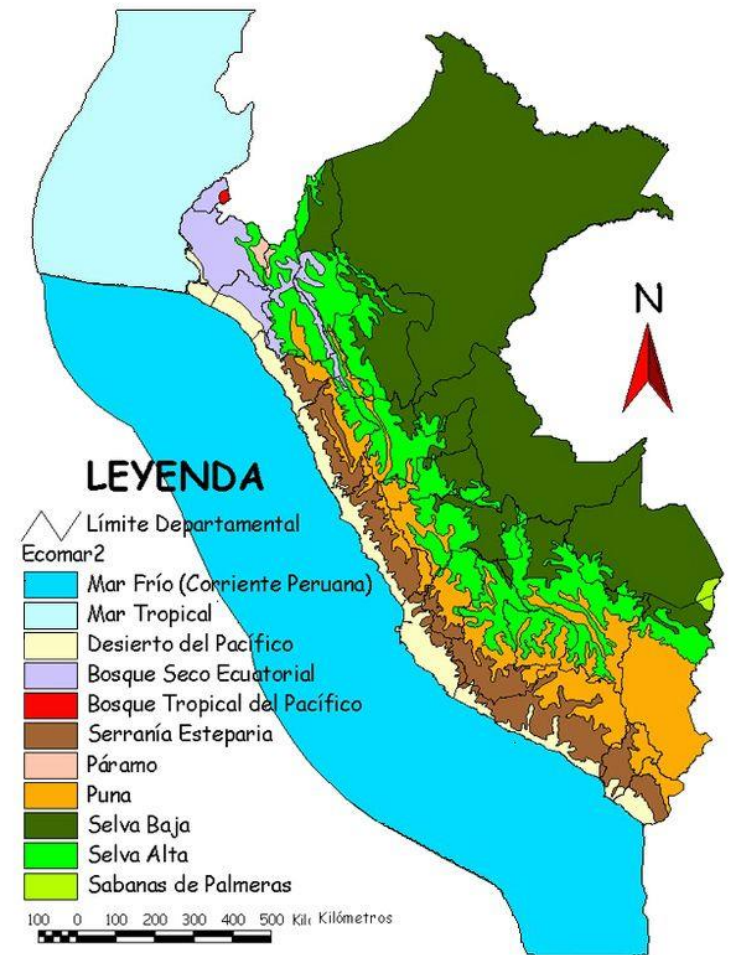 N
LEYENDA
Límite Departamental
Ecomar2
Mar Frío (Corriente Peruana)
Mar Tropical
Desierto del Pacífico
Bosque Seco Ecuatorial
Bosque Tropical del Pacífico
Serranía Esteparia
Páramo
Puna
Selva Baja
Selva Alta
Sabanas de Palmeras
100 0 100 200 300 400 500 Kilc Kilómetros